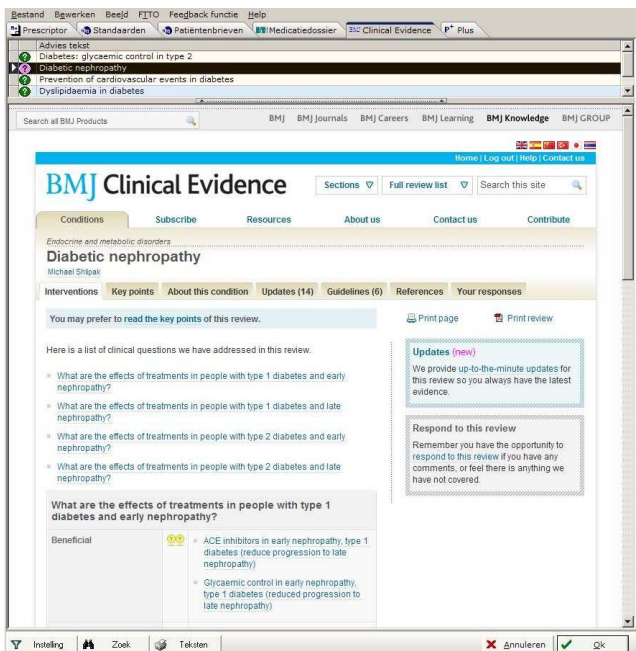 Bestand Bewerken Beeld FTTO Feedback functie Help
Prescriptor Standaarden Patiëntenbrieven Medicatiedossier BMJ Clinical Evidence P+ Plus
Advies tekst
Diabetes: glycaemic control in type 2
Diabetic nephropathy
Prevention of cardiovascular events in diabetes
Dyslipidaemia in diabetes
Search all BMJ Products BMJ BMJ Journals BMJ Careers BMJ Learning BMJ Knowledge BMJ GROUP
Home | Log out | Help | Contact us
BMJ Clinical Evidence Sections Full review list Search this site
Conditions Subscribe Resources About us Contact us Contribute
Endocrine and metabolic disorders
Diabetic nephropathy
Michael Shlipak
Interventions Key points About this condition Updates (14) Guidelines (6) References Your responses
You may prefer to read the key points of this review. Print page Print review
Here is a list of clinical questions we have addressed in this review.
What are the effects of treatments in people with type 1 diabetes and early
nephropathy?
What are the effects of treatments in people with type 1 diabetes and late
nephropathy?
What are the effects of treatments in people with type 2 diabetes and early
nephropathy?
What are the effects of treatments in people with type 2 diabetes and late
nephropathy?
Updates (new)
We provide up-to-the-minute updates for
this review so you always have the latest
evidence.
Respond to this
review
Remember you have the opportunity to
respond to this review if you have any
comments, or feel there is anything we
have not covered.
What are the effects of treatments in people with type 1
diabetes and early nephropathy?
Beneficial
ACE inhibitors in early nephropathy, type 1
diabetes (reduce progression to late
nephropathy)
Glycaemic control in early nephropathy,
type 1 diabetes (reduced progression to
late nephropathy)
Instelling Zoek Teksten Annuleren Ok